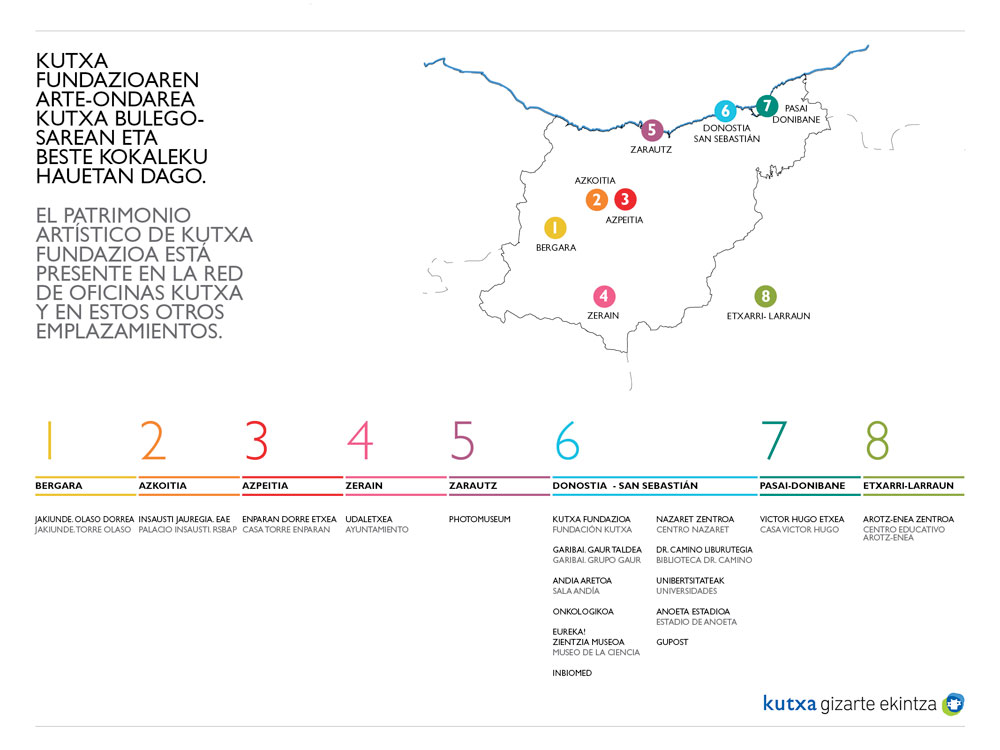 KUTXA
FUNDAZIOAREN
ARTE-ONDAREA
KUTXA BULEGO-
SAREAN ETA
BESTE KOKALEKU
HAUETAN DAGO.
EL PATRIMONIO
ARTÍSTICO DE KUTXA
FUNDAZIOA ESTÁ
PRESENTE EN LA RED
DE OFICINAS KUTXA
Y EN ESTOS OTROS
EMPLAZAMIENTOS.
7
PASAI
DONIBANE
6
DONOSTIA
SAN SEBASTIÁN
5
ZARAUTZ
AZKOITIA
2
3
AZPEITIA
1
BERGARA
4
ZERAIN
8
ETXARRI- LARRAUN
1
BERGARA
JAKIUNDE. OLASO DORREA
JAKIUNDE. TORRE OLASO
2
AZKOITIA
INSAUSTI JAUREGIA. EAE
PALACIO INSAUSTI. RSBAP
3
AZPEITIA
ENPARAN DORRE ETXEA
CASA TORRE ENPARAN
4
ZERAIN
UDALETXEA
AYUNTAMIENTO
5
ZARAUTZ
PHOTOMUSEUM
6
DONOSTIA - SAN SEBASTIÁN
KUTXA FUNDAZIOA
FUNDACIÓN KUTXA
GARIBAI. GAUR TALDEA
GARIBAI. GRUPO GAUR
ANDIA ARETOA
SALA ANDÍA
ONKOLOGIKOA
EUREKA!
ZIENTZIA MUSEOA
MUSEO DE LA CIENCIA
INBIOMED
NAZARET ZENTROA
CENTRO NAZARET
DR. CAMINO LIBURUTEGIA
BIBLIOTECA DR. CAMINO
UNIBERTSITATEAK
UNIVERSIDADES
ANOETA ESTADIOA
ESTADIO DE ANOETA
GUPOST
7
PASAI-DONIBANE
VICTOR HUGO ETXEA
CASA VICTOR HUGO
8
ETXARRI-LARRAUN
AROTZ-ENEA ZENTROA
CENTRO EDUCATIVO
AROTZ-ENEA
kutxa gizarte ekintza